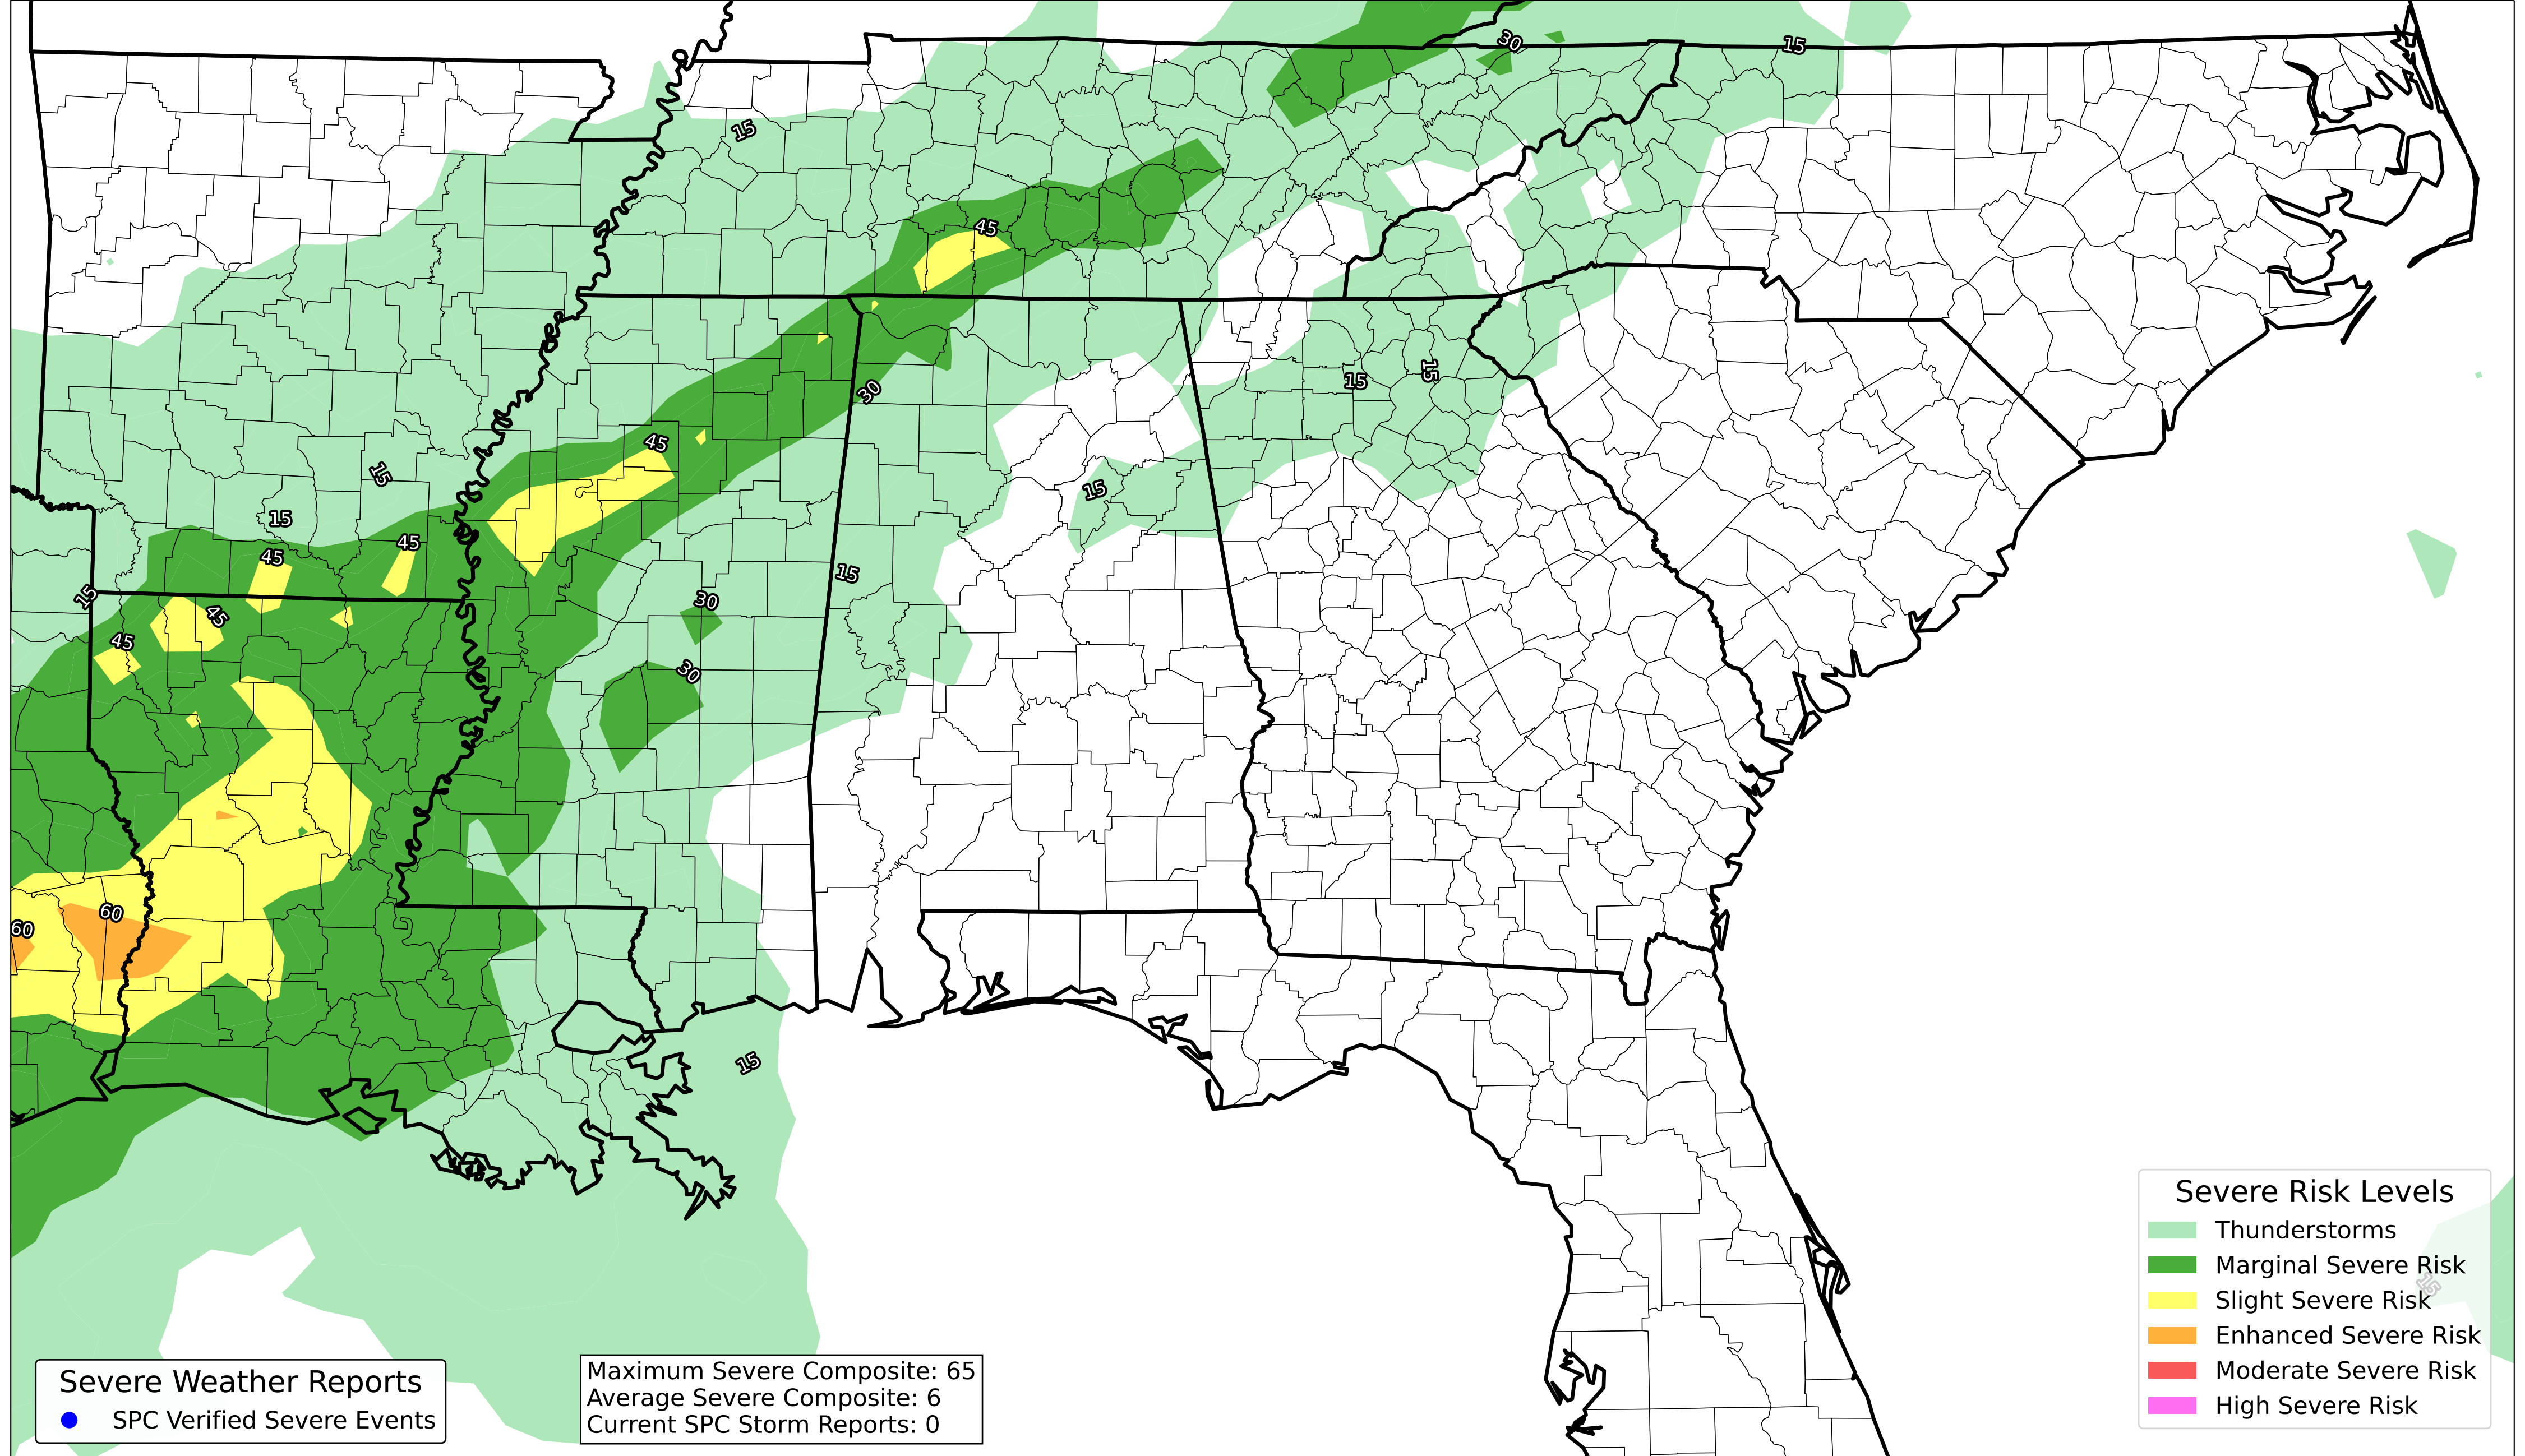 30
15
15
45
15
15
30
45
15
15
15
45
45
15
15
30
45
45
30
60
60
15
Severe Risk Levels
Thunderstorms
Marginal Severe Risk
Slight Severe Risk
15
Enhanced Severe Risk
Moderate Severe Risk
High Severe Risk
Severe Weather Reports
SPC Verified Severe Events
Maximum Severe Composite: 65
Average Severe Composite: 6
Current SPC Storm Reports: 0